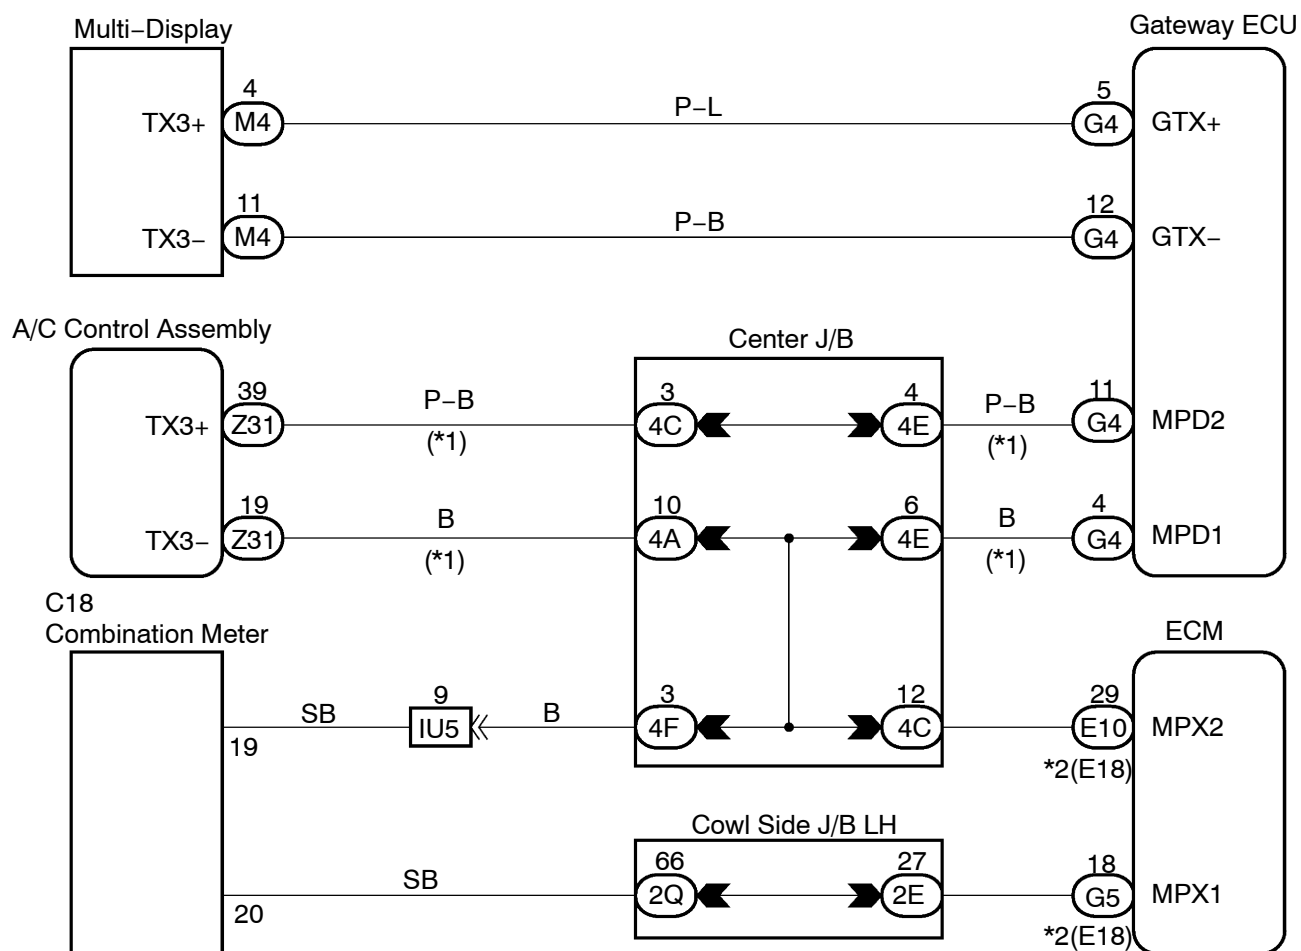 Multi−Display
Gateway ECU
4
5
TX3+ M4 P−L G4 GTX+
11
12
TX3− M4 P−B G4 GTX−
A/C Control Assembly
Center J/B
39 3 4 11
TX3+ Z31 P−B 4C 4E P−B G4 MPD2
(*1) (*1)
19 10 6 4
TX3− Z31 B 4A 4E B G4 MPD1
(*1) (*1)
C18
Combination Meter
ECM
9 3 12 29
SB IU5 B 4F 4C E10 MPX2
19
*2(E18)
Cowl Side J/B LH
66 27 18
SB 2Q 2E G5 MPX1
20
*2(E18)